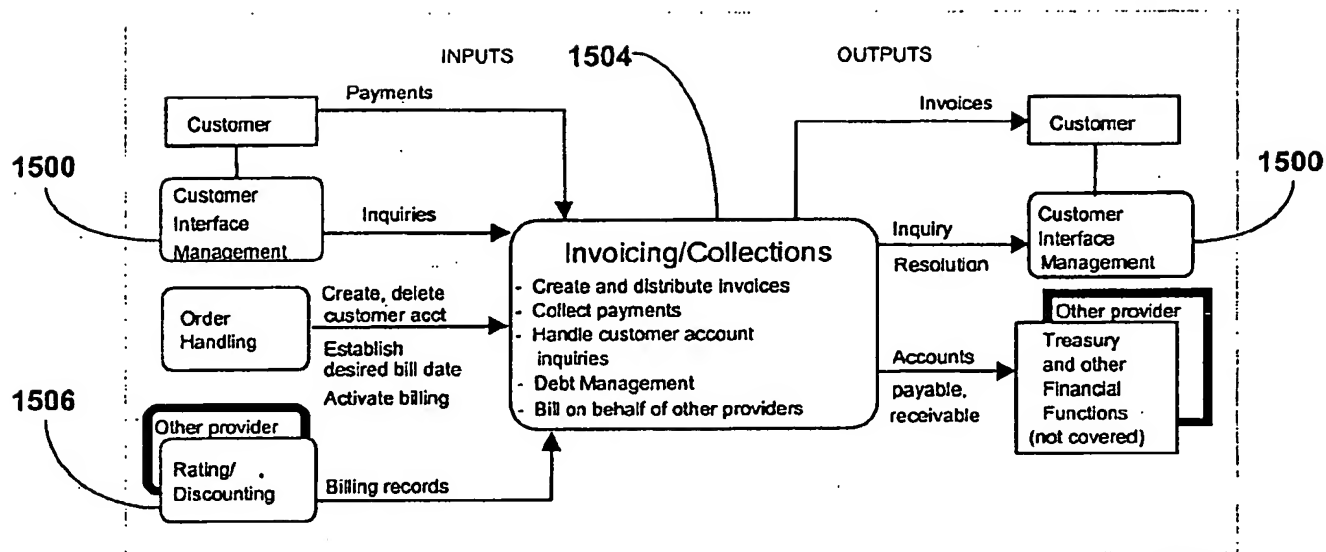 INPUTS
1504
OUTPUTS
Payments
Customer
Invoices
Customer
1500
Customer
Interface
Management
Inquiries
1500
Customer
Interface
Management
Inquiry
Resolution
Invoicing/Collections
- Create and distribute invoices
- Collect payments
- Handle customer account
inquiries
- Debt Management
- Bill on behalf of other providers
Order
Handling
Create, delete
customer acct
Establish
desired bill date
Activate billing
Other provider
Treasury
and other
Financial
Functions
(not covered)
Accounts
payable,
receivable
1506
Other provider
Rating/
Discounting
Billing records